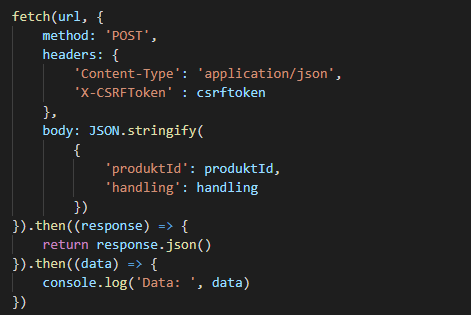 fetch(url, {
    method: 'POST',
    headers: {
        'Content-Type': 'application/json',
        'X-CSRFToken' : csrftoken
    },
    body: JSON.stringify(
        {
            'produktId': produktId,
            'handling': handling
        })
}).then((response) => {
    return response.json()
}).then((data) => {
    console.log('Data: ', data)
})